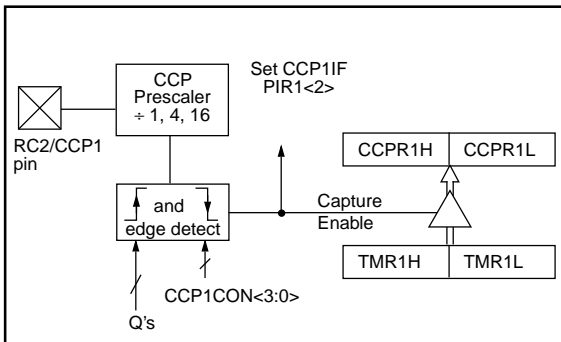 CCP
Prescaler
÷ 1, 4, 16
Set CCP1IF
PIR1<2>
RC2/CCP1
pin
CCPR1H CCPR1L
and
edge detect
Capture
Enable
TMR1H TMR1L
CCP1CON<3:0>
Q's